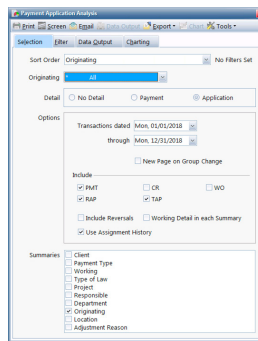 Payment Application Analysis
Print Screen Email Data Output Export Chart Tools
Selection Filter Data Output Charting
Sort Order Originating No Filters Set
Originating * All
Detail No Detail Payment Application
Options
Transactions dated Mon, 01/01/2018
through Mon, 12/31/2018
New Page on Group Change
Include
PMT CR WO
RAP TAP
Include Reversals Working Detail in each Summary
Use Assignment History
Summaries Client
Payment Type
Working
Type of Law
Project
Responsible
Department
Originating
Location
Adjustment Reason